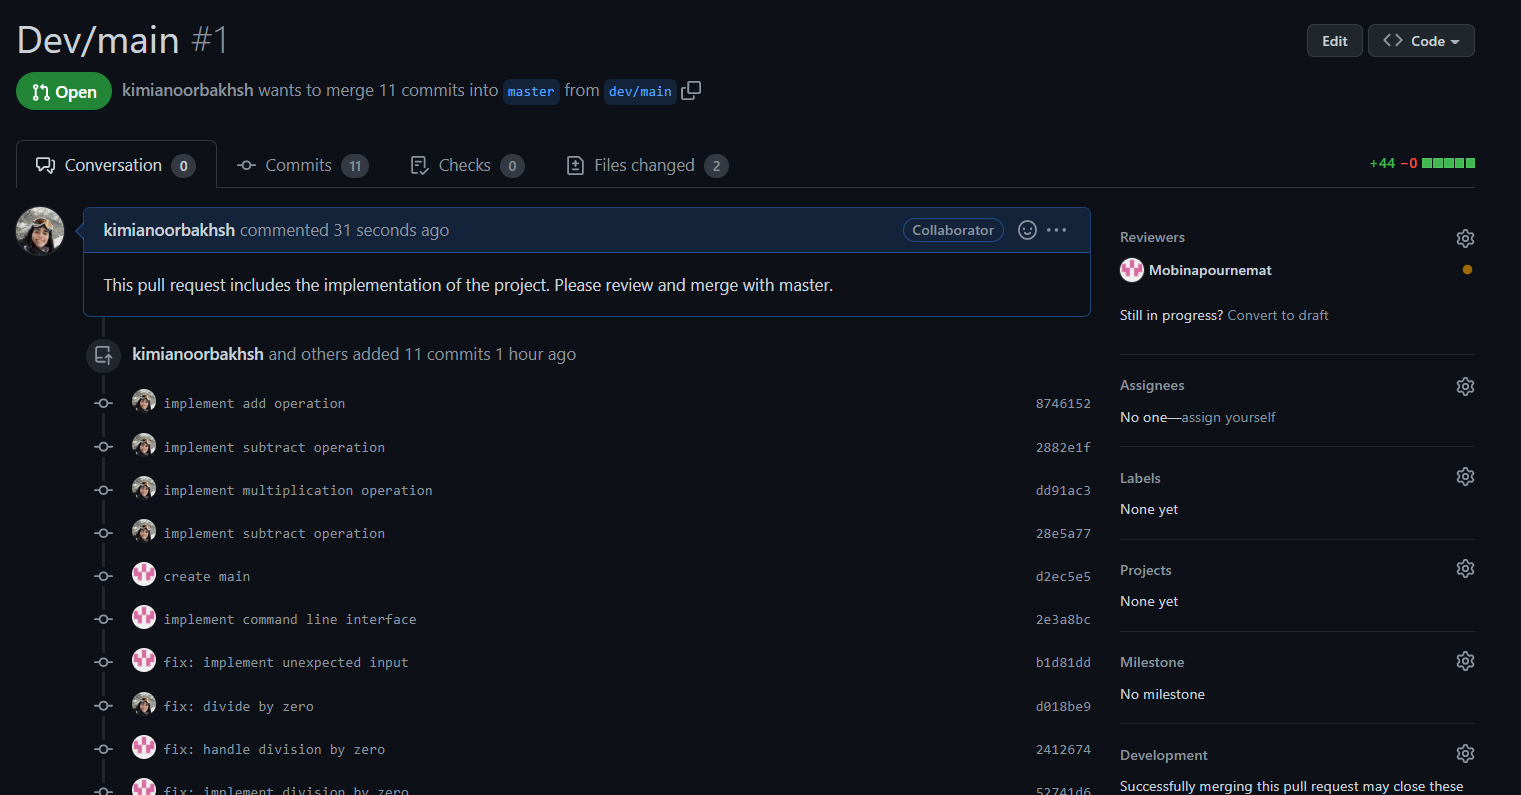 Dev/main #1
Edit
Code
Open
kimianoorbakhsh wants to merge 11 commits into master from dev/main
Conversation 0
Commits 11
Checks 0
Files changed 2
+44 −0
kimianoorbakhsh commented 31 seconds ago
Collaborator
This pull request includes the implementation of the project. Please review and merge with master.
kimianoorbakhsh and others added 11 commits 1 hour ago
implement add operation 8746152
implement subtract operation 2882e1f
implement multiplication operation dd91ac3
implement subtract operation 28e5a77
create main d2ec5e5
implement command line interface 2e3a8bc
fix: implement unexpected input b1d81dd
fix: divide by zero d018be9
fix: handle division by zero 2412674
fix: implement division by zero 52741d6
Reviewers
Mobinapournemat
Still in progress? Convert to draft
Assignees
No one—assign yourself
Labels
None yet
Projects
None yet
Milestone
No milestone
Development
Successfully merging this pull request may close these